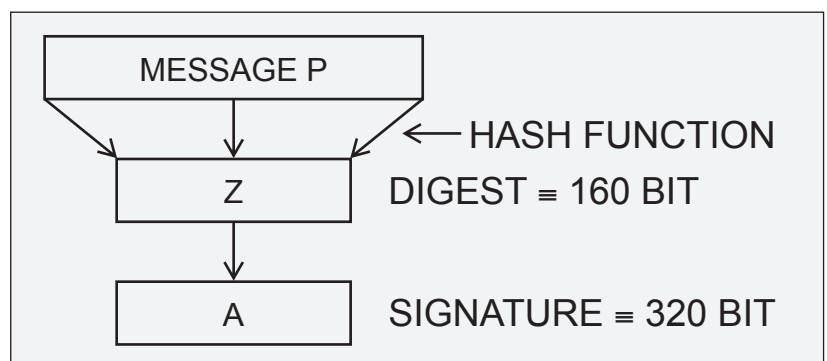 MESSAGE P
HASH FUNCTION
Z
DIGEST ≡ 160 BIT
A
SIGNATURE ≡ 320 BIT